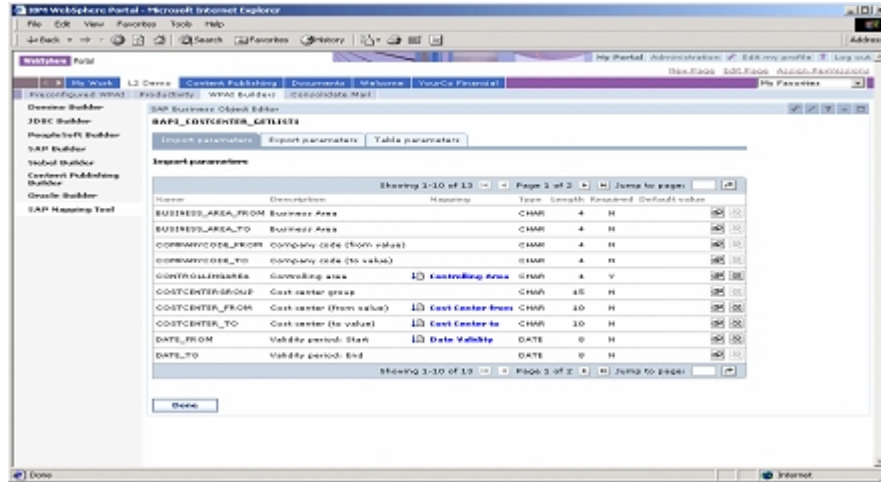 IBM WebSphere Portal - Microsoft Internet Explorer
File Edit View Favorites Tools Help
Back Search Favorites History Address
WebSphere Portal My Portal Administration Edit my profile ? Log out
New Page Edit Page Assign Permissions
My Work L2 Demo Content Publishing Documents Welcome YourCo Financial My Favorites
Preconfigured WPAI Productivity WPAI Builders Consolidate Mail
Domino Builder
JDBC Builder
PeopleSoft Builder
SAP Builder
Siebel Builder
Content Publishing Builder
Oracle Builder
SAP Mapping Tool
SAP Business Object Editor
BAPI_COSTCENTER_GETLIST1
Import parameters Export parameters Table parameters
Import parameters
Showing 1-10 of 13 Page 1 of 2 Jump to page:
Name Description Mapping Type Length Required Default value
BUSINESS_AREA_FROM Business Area CHAR 4 N
BUSINESS_AREA_TO Business Area CHAR 4 N
COMPANYCODE_FROM Company code (from value) CHAR 4 N
COMPANYCODE_TO Company code (to value) CHAR 4 N
CONTROLLINGAREA Controlling area Controlling Area CHAR 4 Y
COSTCENTERGROUP Cost center group CHAR 15 N
COSTCENTER_FROM Cost center (from value) Cost Center from CHAR 10 N
COSTCENTER_TO Cost center (to value) Cost Center to CHAR 10 N
DATE_FROM Validity period: Start Date Validity DATE 8 N
DATE_TO Validity period: End DATE 8 N
Showing 1-10 of 13 Page 1 of 2 Jump to page:
Done
Done Internet